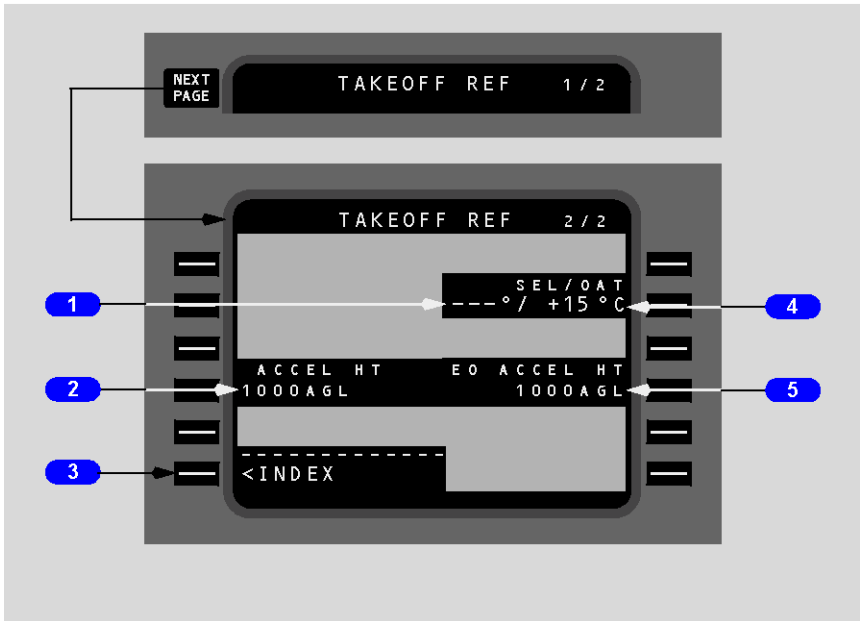 NEXT
PAGE
TAKEOFF REF 1/2
TAKEOFF REF 2/2
SEL/OAT
1
---°/ +15°C
4
ACCEL HT
EO ACCEL HT
2
1000AGL
1000AGL
5
3
<INDEX